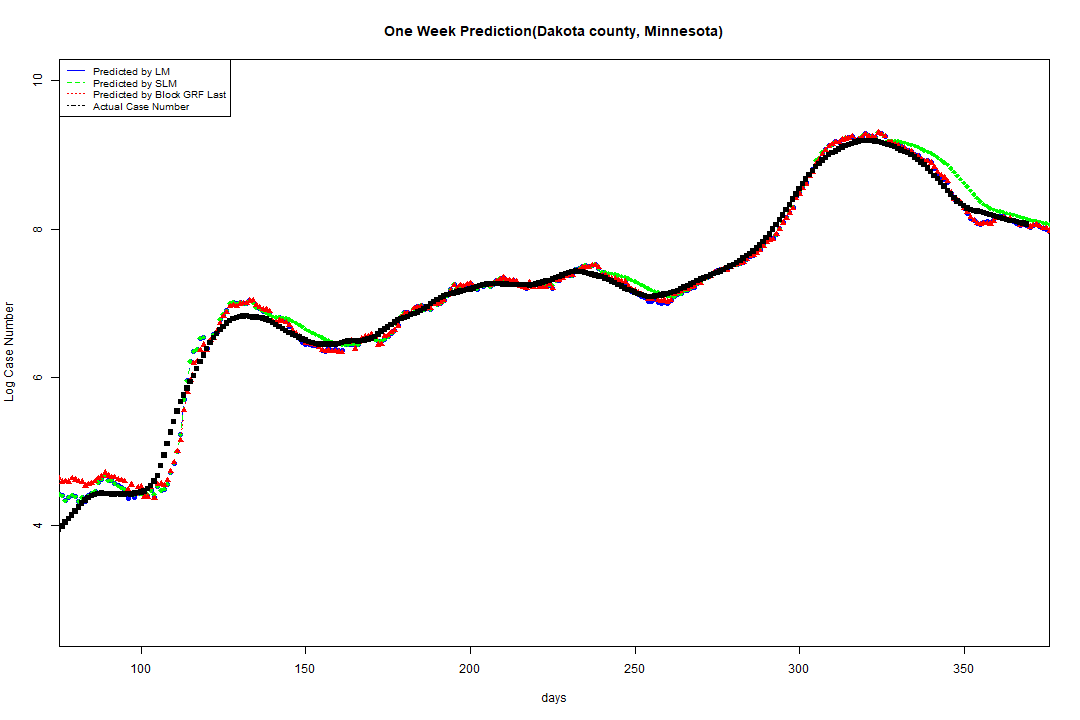 One Week Prediction(Dakota county, Minnesota)
Predicted by LM
Predicted by SLM
Predicted by Block GRF Last
Actual Case Number
10
8
6
4
Log Case Number
100 150 200 250 300 350
days